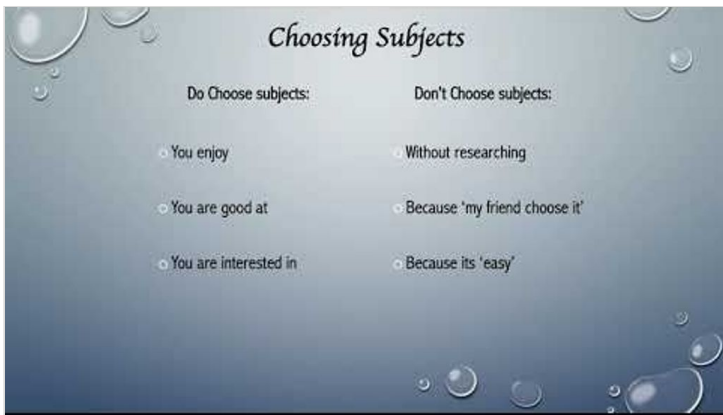 Choosing Subjects
Do Choose subjects:
You enjoy
You are good at
You are interested in
Don't Choose subjects:
Without researching
Because 'my friend choose it'
Because its 'easy'